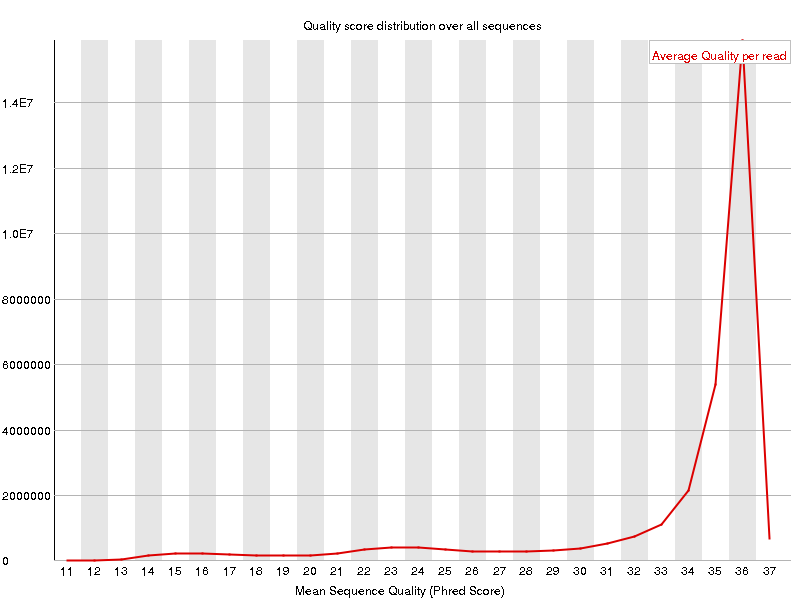 Quality score distribution over all sequences
Average Quality per read
1.4E7
1.2E7
1.0E7
8000000
6000000
4000000
2000000
0
11 12 13 14 15 16 17 18 19 20 21 22 23 24 25 26 27 28 29 30 31 32 33 34 35 36 37
Mean Sequence Quality (Phred Score)